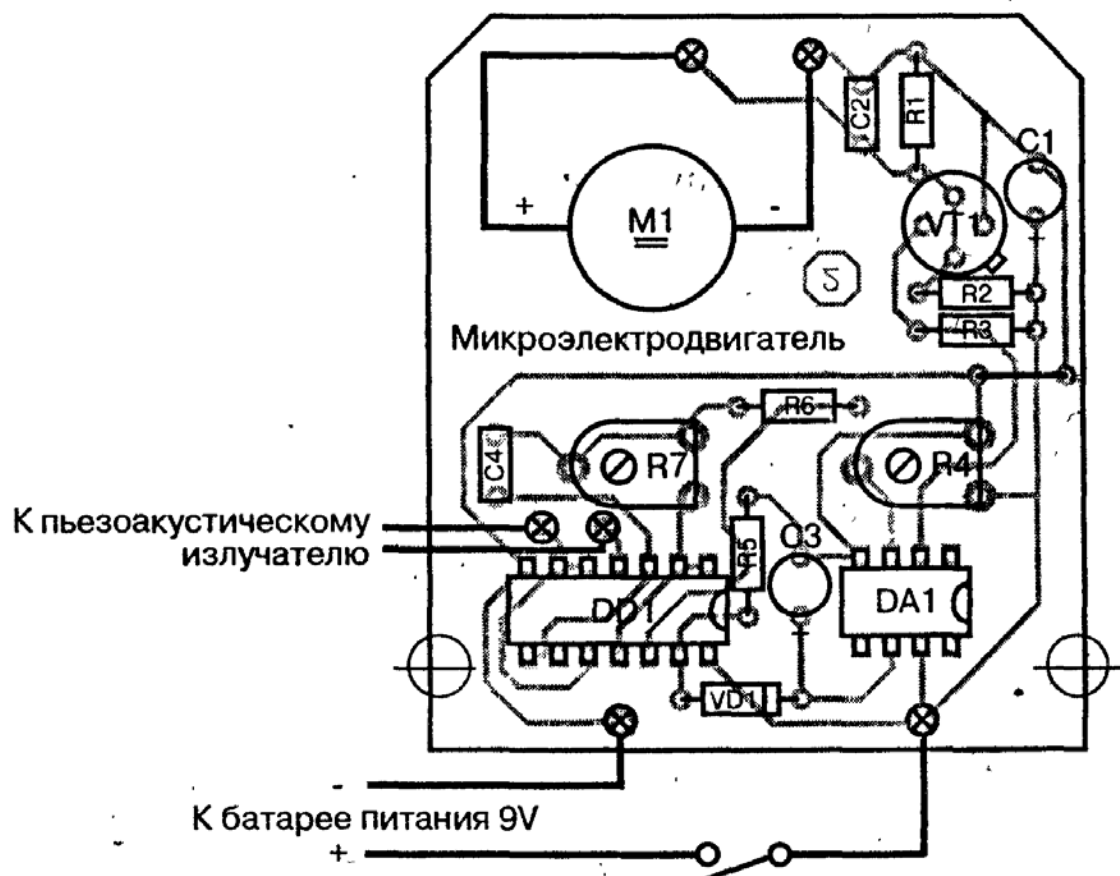 C2
R1
C1
+
M1
-
VT1
+
2
R2
R3
Микроэлектродвигатель
R6
C4
R7
R4
К пьезоакустическому
излучателю
R5
C3
DD1
DA1
+
VD1
-
К батарее питания 9V
+